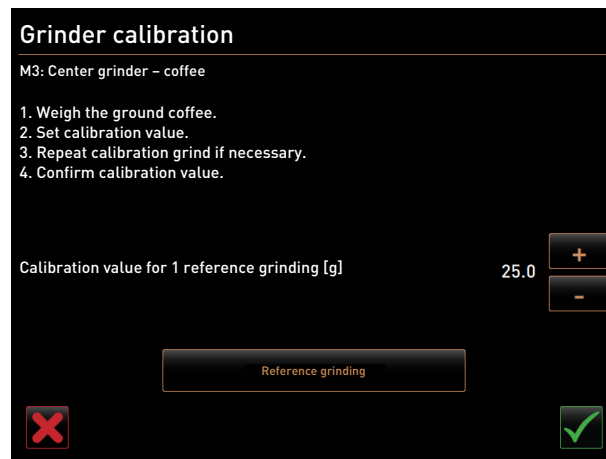 Grinder calibration
M3: Center grinder – coffee
1. Weigh the ground coffee.
2. Set calibration value.
3. Repeat calibration grind if necessary.
4. Confirm calibration value.
Calibration value for 1 reference grinding [g] 25.0
+
-
Reference grinding